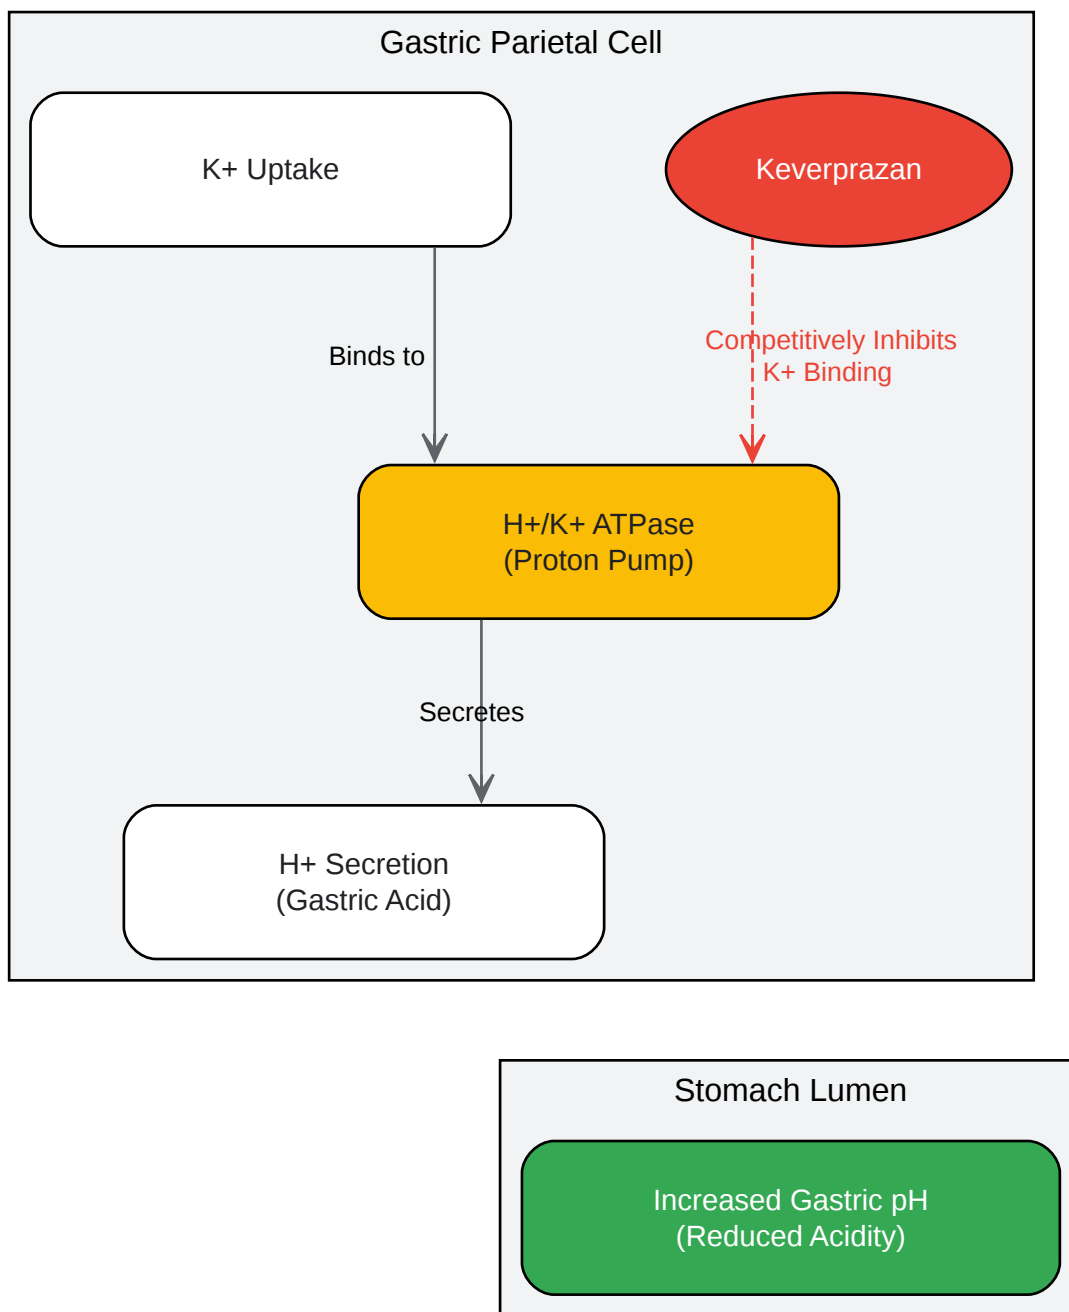 Gastric Parietal Cell
K+ Uptake
Keverprazan
Binds to
Competitively Inhibits
K+ Binding
H+/K+ ATPase
(Proton Pump)
Secretes
H+ Secretion
(Gastric Acid)
Stomach Lumen
Increased Gastric pH
(Reduced Acidity)